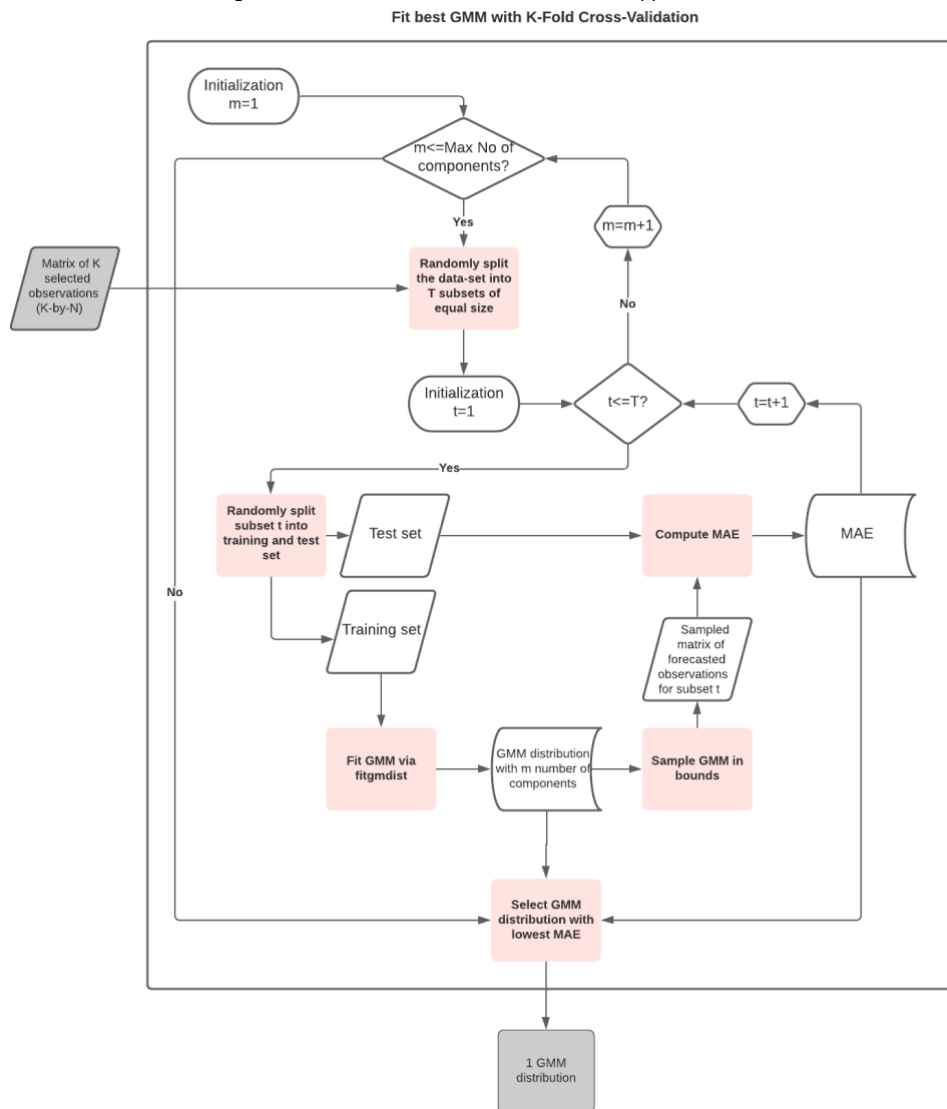 Fit best GMM with K-Fold Cross-Validation
Initialization
m=1
m<=Max No of
components?
Yes
m=m+1
Matrix of K
selected
observations
(K-by-N)
Randomly split
the data-set into
T subsets of
equal size
No
Initialization
t=1
t<=T?
t=t+1
Yes
Randomly split
subset t into
training and test
set
Test set
Compute MAE
MAE
No
Training set
Sampled
matrix of
forecasted
observations
for subset t
Fit GMM via
fitgmdist
GMM distribution
with m number of
components
Sample GMM in
bounds
Select GMM
distribution with
lowest MAE
1 GMM
distribution